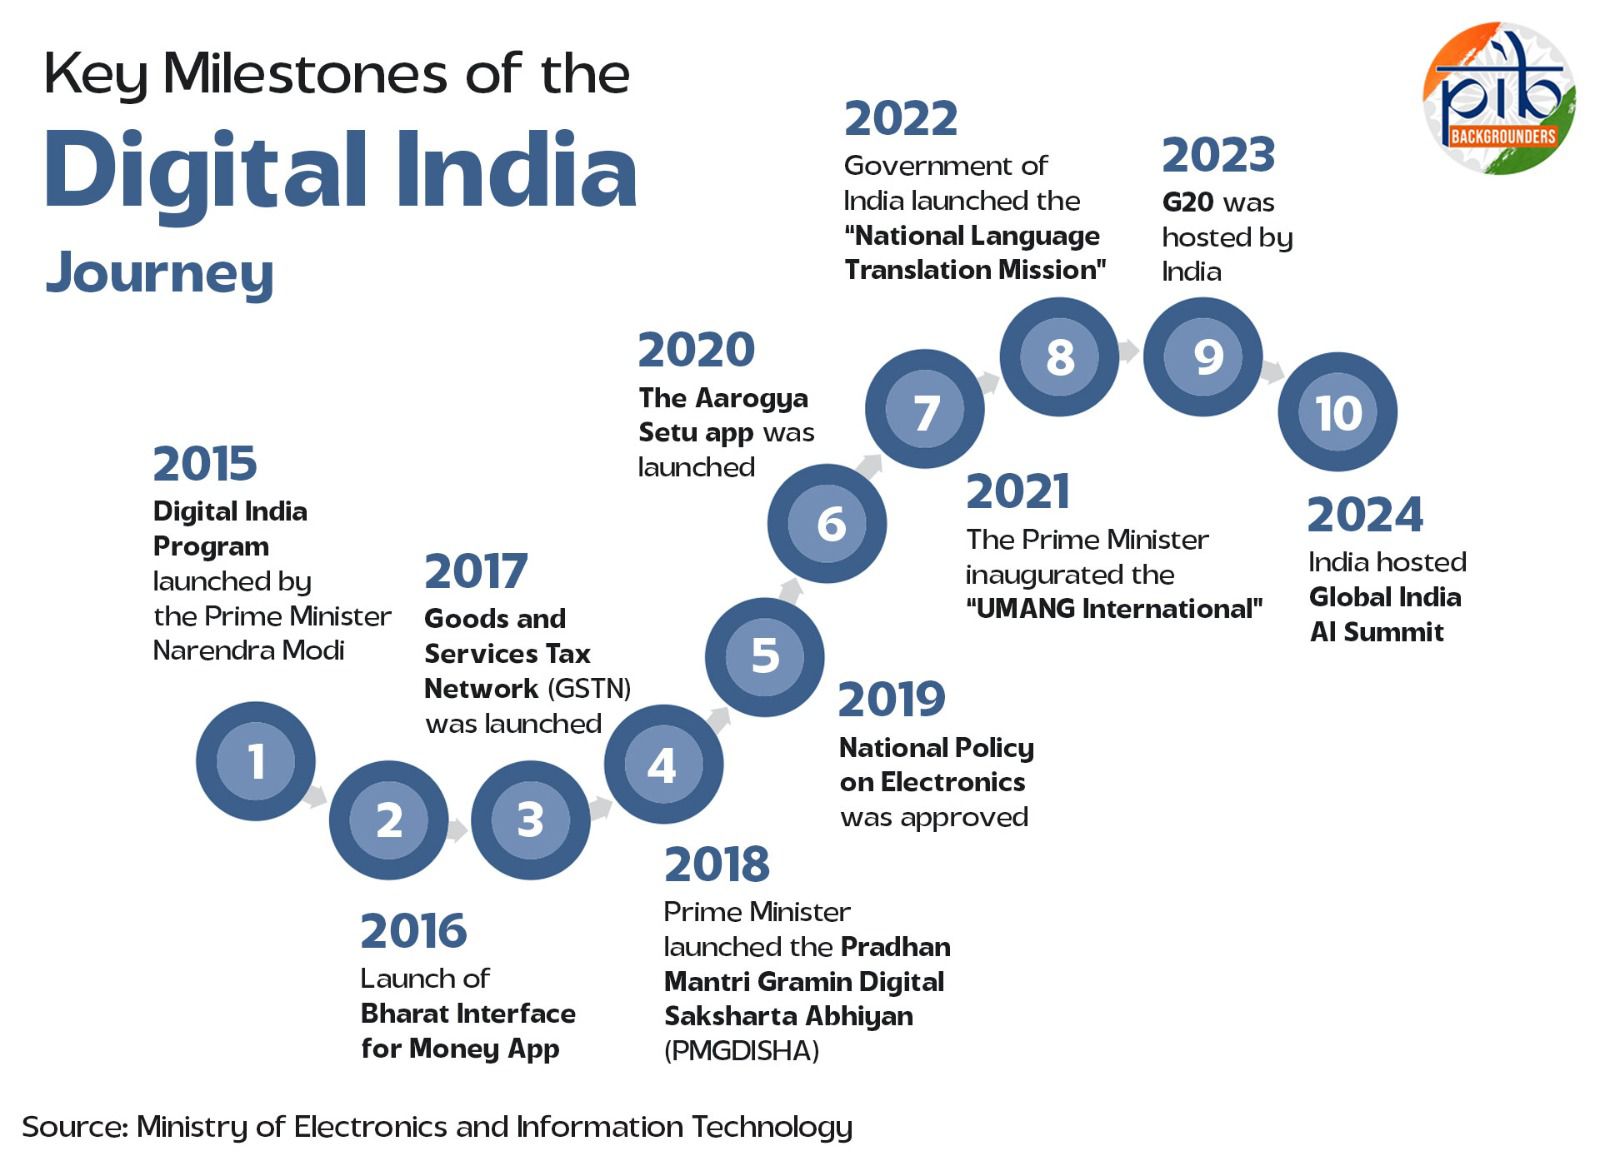 Key Milestones of the
Digital India
Journey
pib
BACKGROUNDERS
2015
Digital India
Program
launched by
the Prime Minister
Narendra Modi
1
2
2016
Launch of
Bharat Interface
for Money App
2017
Goods and
Services Tax
Network (GSTN)
was launched
3
4
2018
Prime Minister
launched the Pradhan
Mantri Gramin Digital
Saksharta Abhiyan
(PMGDISHA)
5
2019
National Policy
on Electronics
was approved
2020
The Aarogya
Setu app was
launched
6
7
2021
The Prime Minister
inaugurated the
“UMANG International"
2022
Government of
India launched the
“National Language
Translation Mission"
8
2023
G20 was
hosted by
India
9
10
2024
India hosted
Global India
AI Summit
Source: Ministry of Electronics and Information Technology